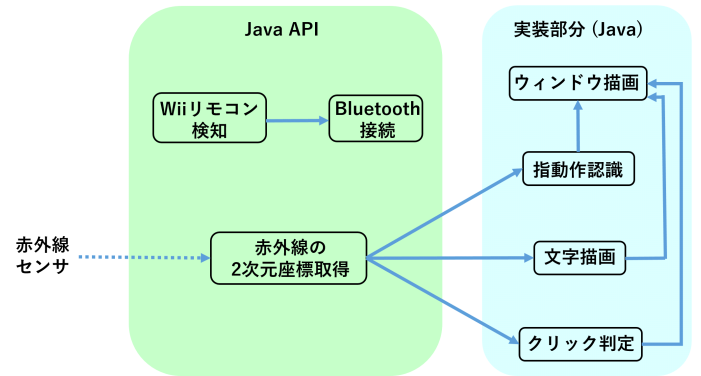 Java API
Wiiリモコン
検知
Bluetooth
接続
赤外線
センサ
赤外線の
2次元座標取得
実装部分 (Java)
ウィンドウ描画
指動作認識
文字描画
クリック判定